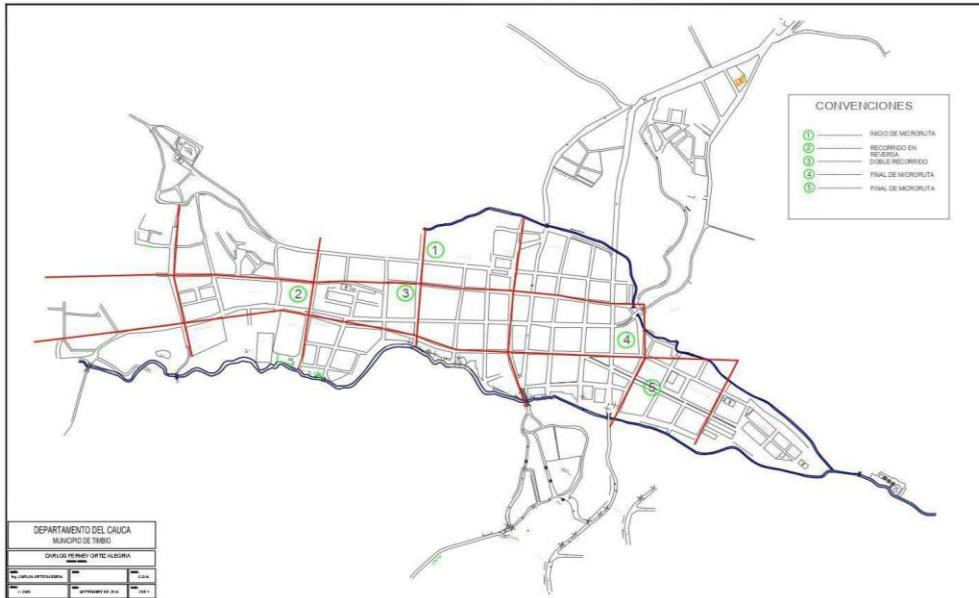 CONVENCIONES
1 INICIO DE MICRORUTA
2 RECORRIDO EN REVERSA
3 DOBLE RECORRIDO
4 FINAL DE MICRORUTA
5 FINAL DE MICRORUTA
1
2
3
4
5
DEPARTAMENTO DEL CAUCA
MUNICIPIO DE TIMBIO
CARLOS FERNEY ORTIZ ALEGRIA